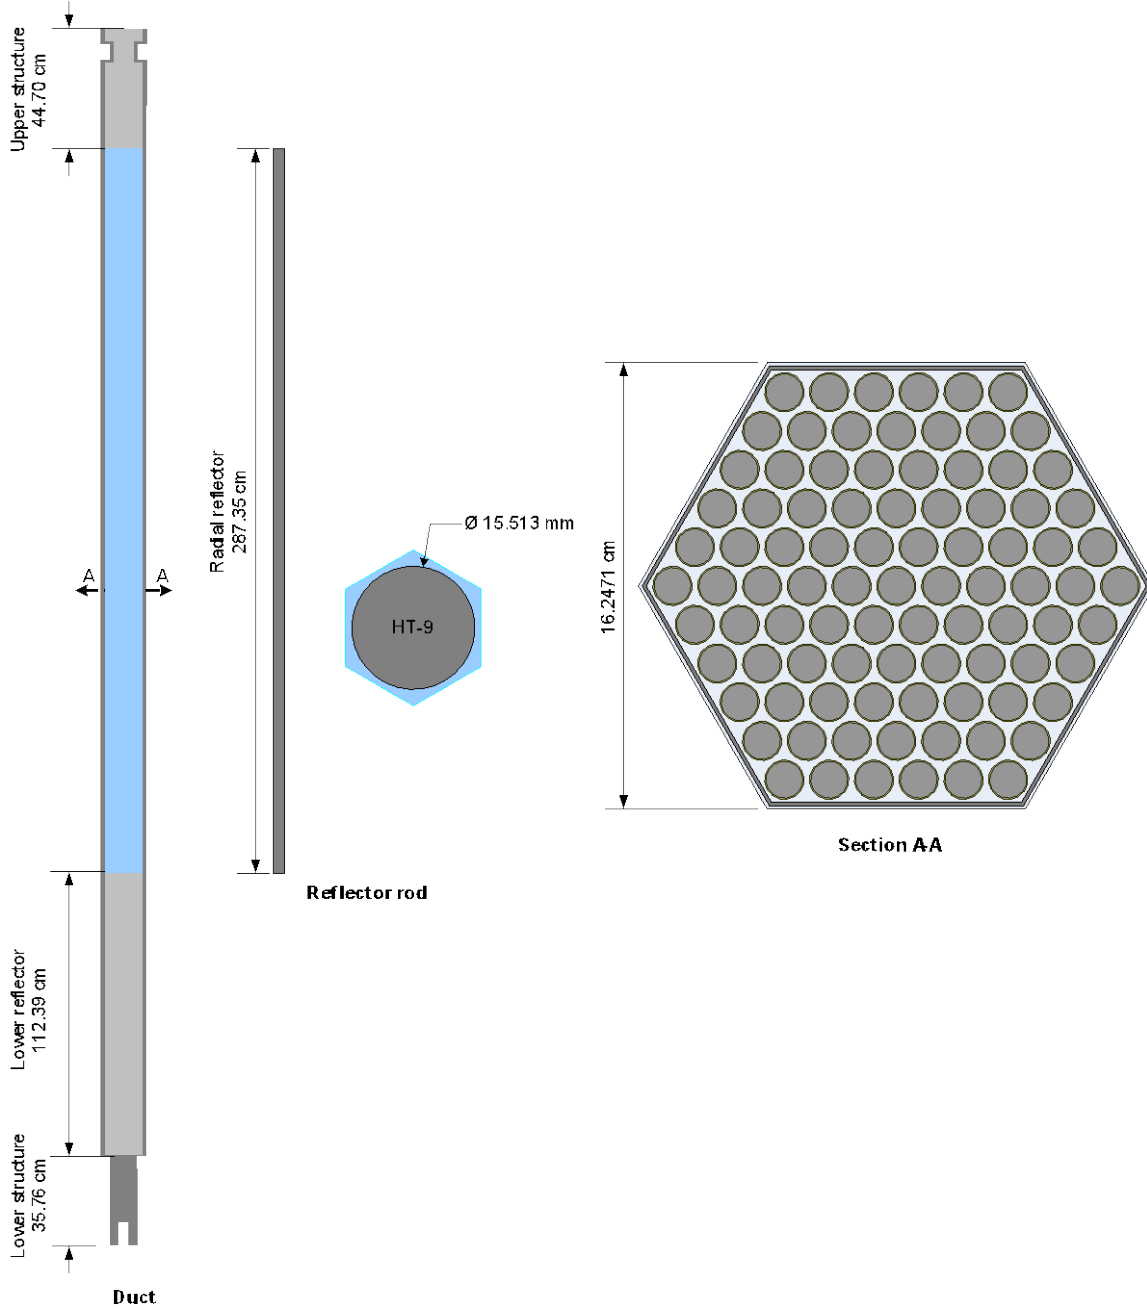 Upper structure
44.70 cm
Radial reflector
287.35 cm
A
A
Ø 15.513 mm
HT-9
16.2471 cm
Section A-A
Reflector rod
Lower reflector
112.39 cm
Lower structure
35.76 cm
Duct